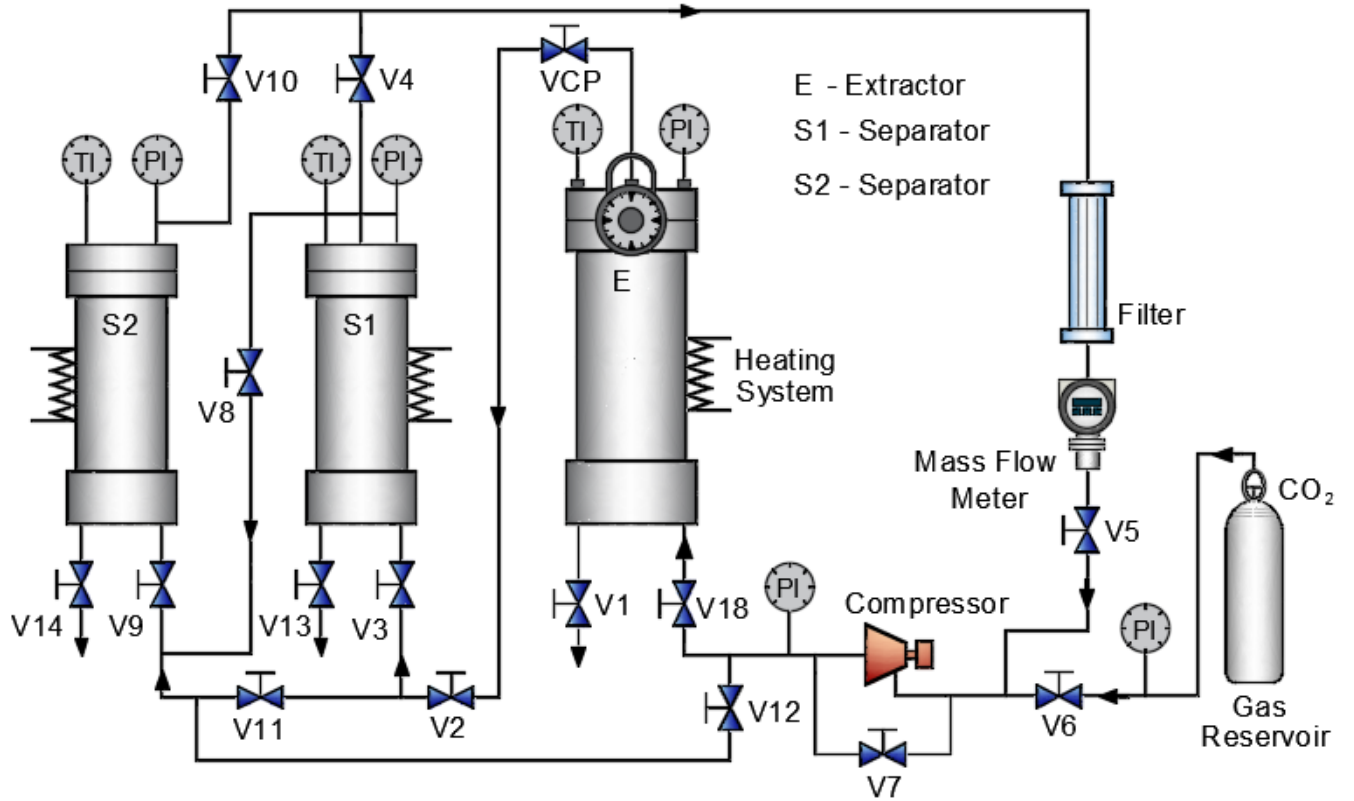 V10
V4
VCP
E - Extractor
S1 - Separator
S2 - Separator
TI
PI
TI
PI
TI
PI
E
S2
S1
Filter
Heating
System
V8
Mass Flow
Meter
CO2
V5
V14
V9
V13
V3
V1
V18
PI
Compressor
PI
V11
V2
V12
V6
V7
Gas
Reservoir